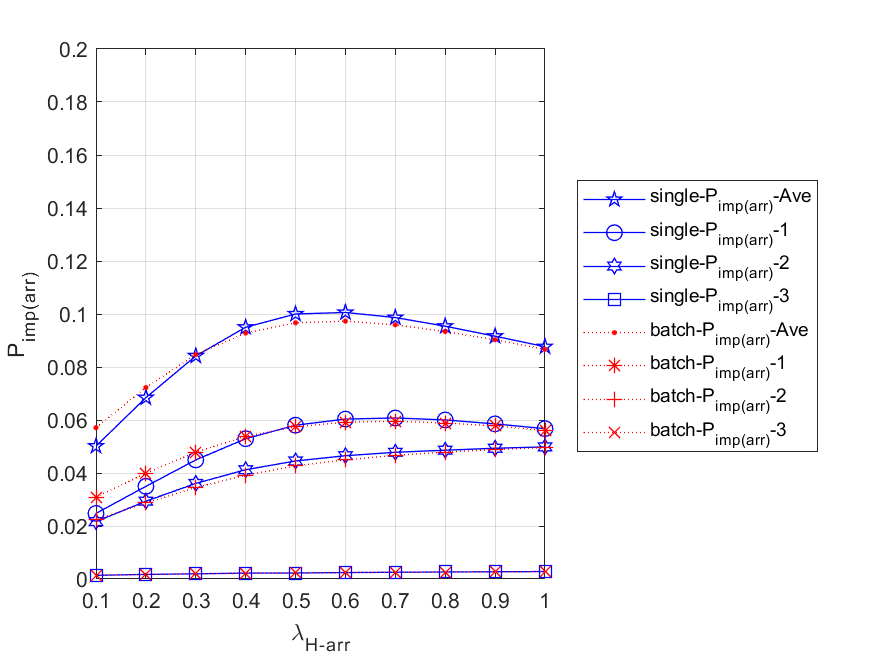 0.2
0.18
0.16
0.14
0.12
0.1
0.08
0.06
0.04
0.02
0
P_imp(arr)
0.1 0.2 0.3 0.4 0.5 0.6 0.7 0.8 0.9 1
λ_H-arr
single-P_imp(arr)-Ave
single-P_imp(arr)-1
single-P_imp(arr)-2
single-P_imp(arr)-3
batch-P_imp(arr)-Ave
batch-P_imp(arr)-1
batch-P_imp(arr)-2
batch-P_imp(arr)-3